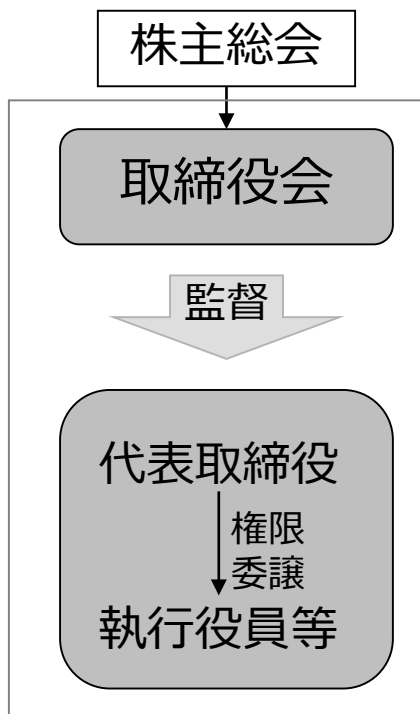 株主総会
取締役会
監督
代表取締役
権限
委譲
執行役員等